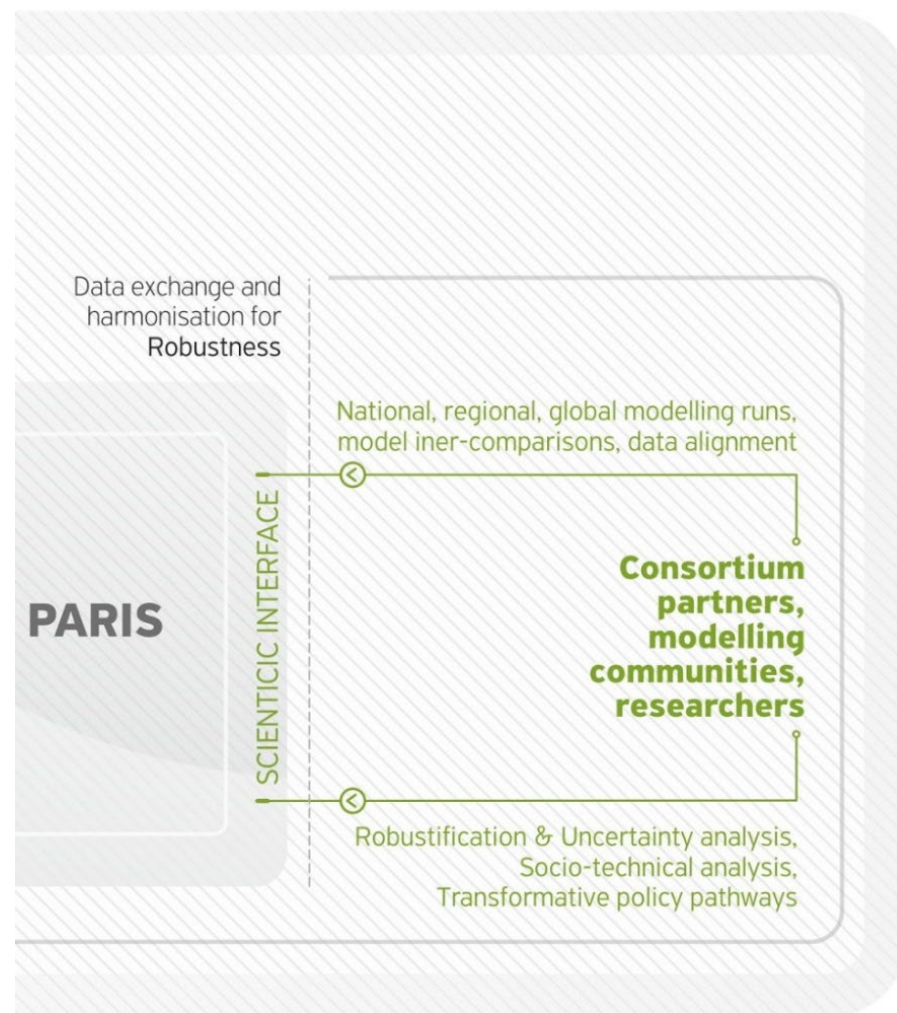 Data exchange and
harmonisation for
Robustness
National, regional, global modelling runs,
model iner-comparisons, data alignment
SCIENTICIC INTERFACE
PARIS
Consortium
partners,
modelling
communities,
researchers
Robustification & Uncertainty analysis,
Socio-technical analysis,
Transformative policy pathways